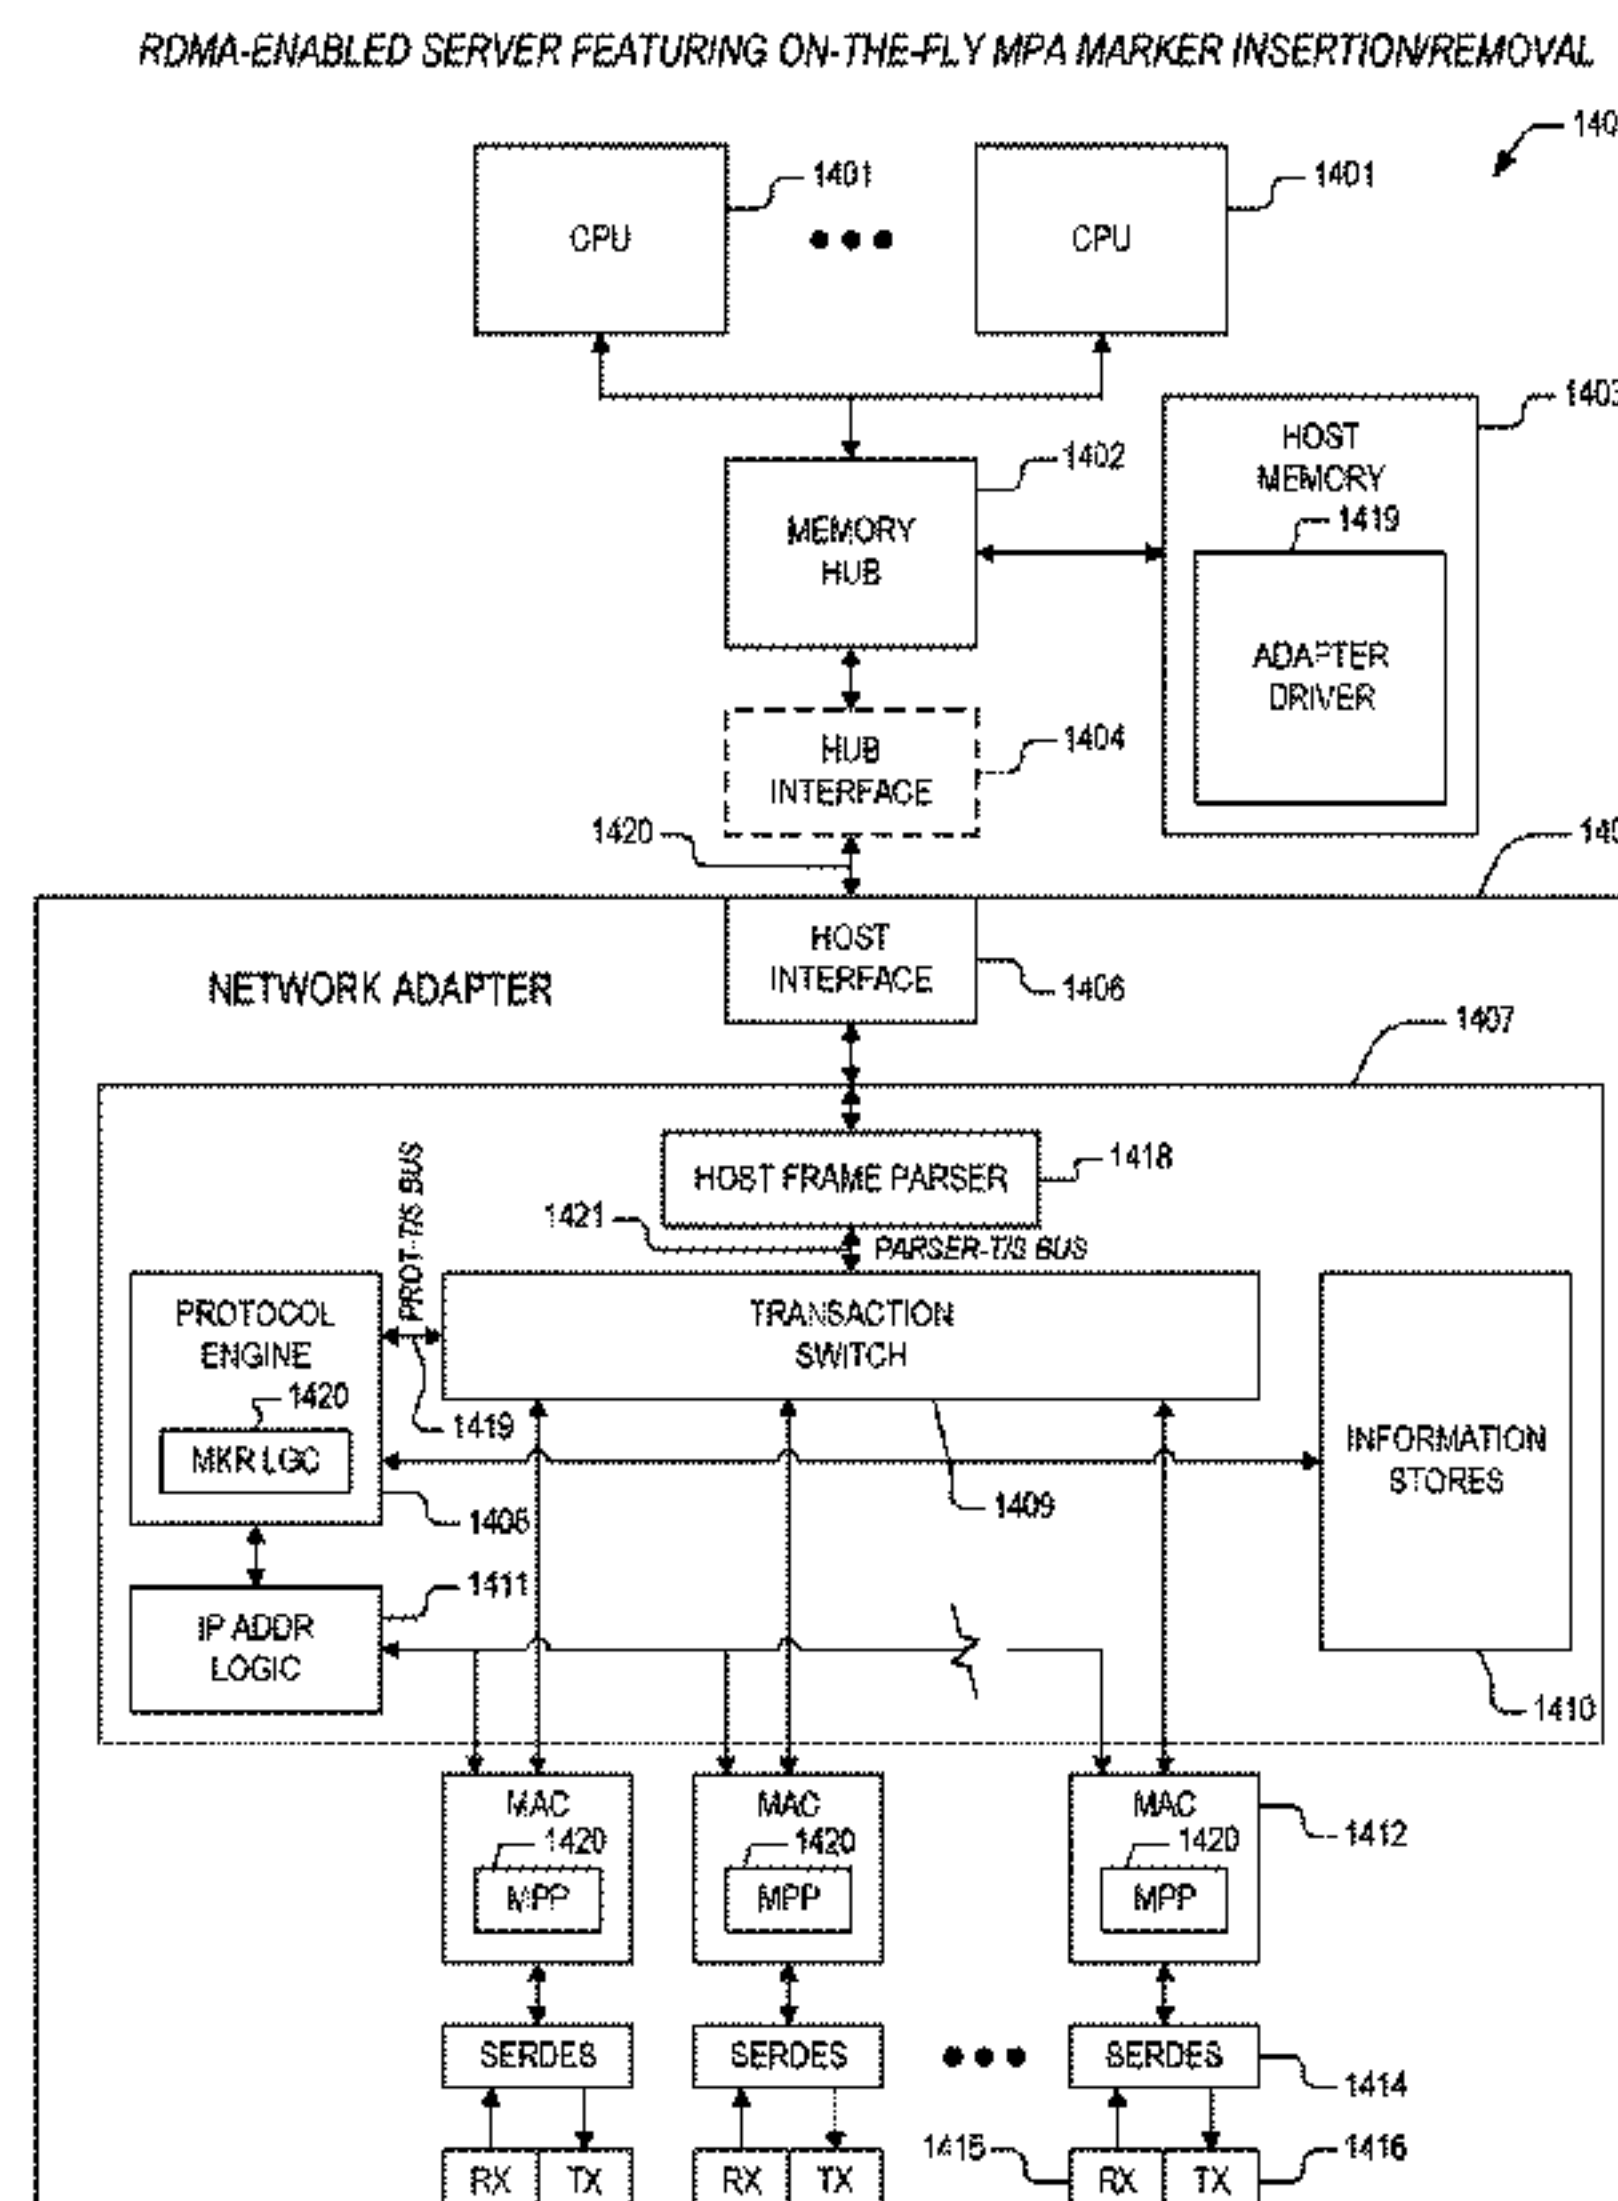 RDMA-ENABLED SERVER FEATURING ON-THE-FLY MPA MARKER INSERTION/REMOVAL
1401
1401
CPU
CPU
1402
HOST
MEMORY
1419
MEMORY
HUB
ADAPTER
DRIVER
HUB
INTERFACE
1404
1420
HOST
INTERFACE
NETWORK ADAPTER
1406
1407
HOST FRAME PARSER
1418
1421
PARSER-T/S BUS
PROT-T/S BUS
PROTOCOL
ENGINE
TRANSACTION
SWITCH
1420
1419
MKR LGC
INFORMATION
STORES
1409
1411
IP ADDR
LOGIC
1410
MAC
MAC
MAC
1412
1420
1420
1420
MPP
MPP
MPP
SERDES
SERDES
SERDES
1414
1415
1416
RX
TX
RX
TX
RX
TX